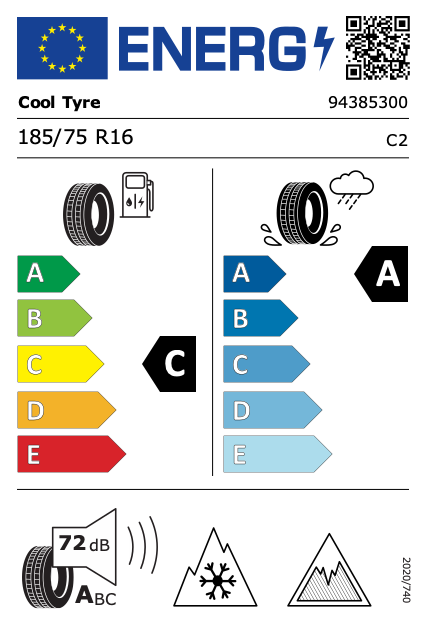 ENERG
Cool Tyre 94385300
185/75 R16 C2
A A A
B B
C C C
D D
E E
72 dB
ABC
2020/740